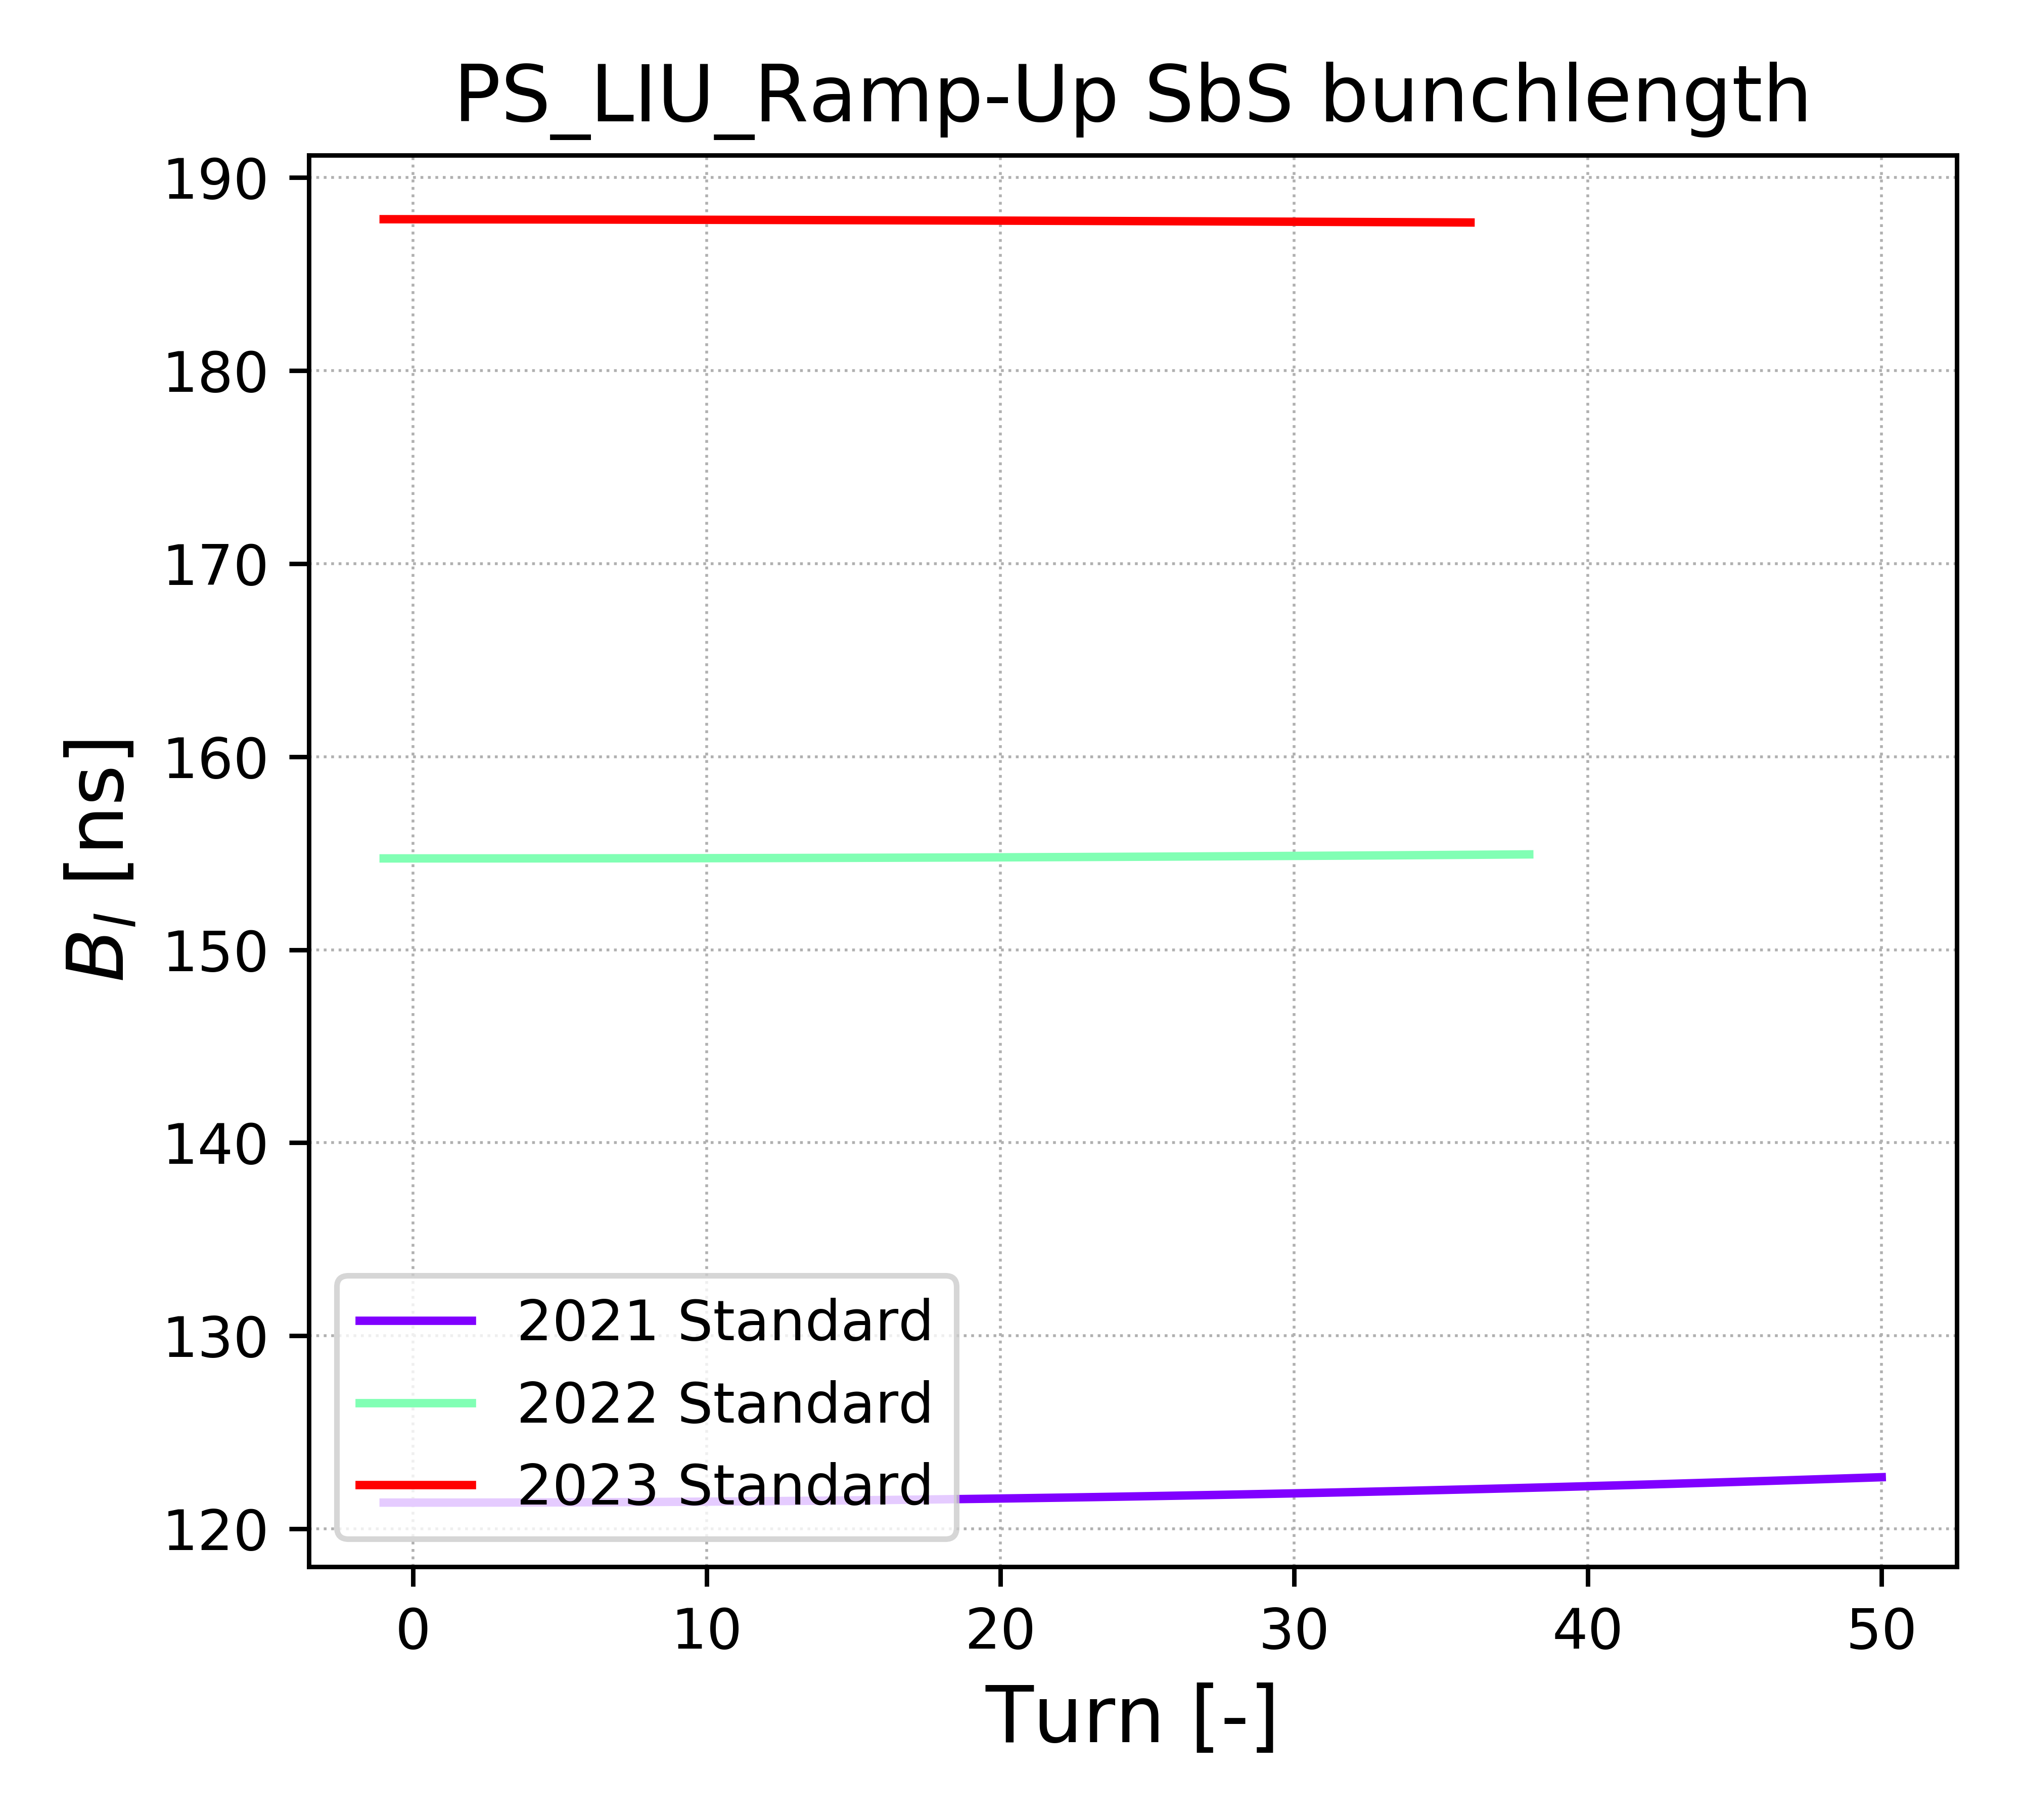 PS_LIU_Ramp-Up SbS bunchlength
B_l [ns]
190
180
170
160
150
140
130
120
2021 Standard
2022 Standard
2023 Standard
0 10 20 30 40 50
Turn [-]